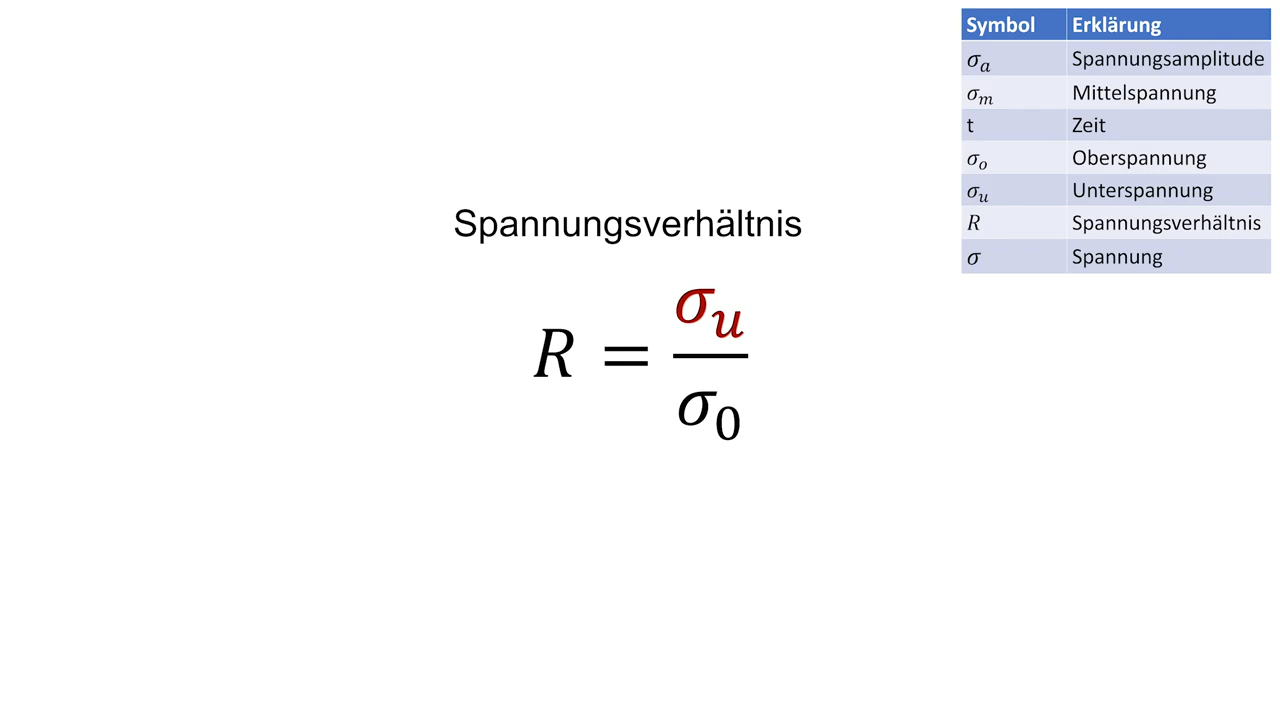 Symbol Erklärung
σₐ Spannungsamplitude
σₘ Mittelspannung
t Zeit
σₒ Oberspannung
σᵤ Unterspannung
R Spannungsverhältnis
σ Spannung
Spannungsverhältnis
R = σᵤ / σ₀